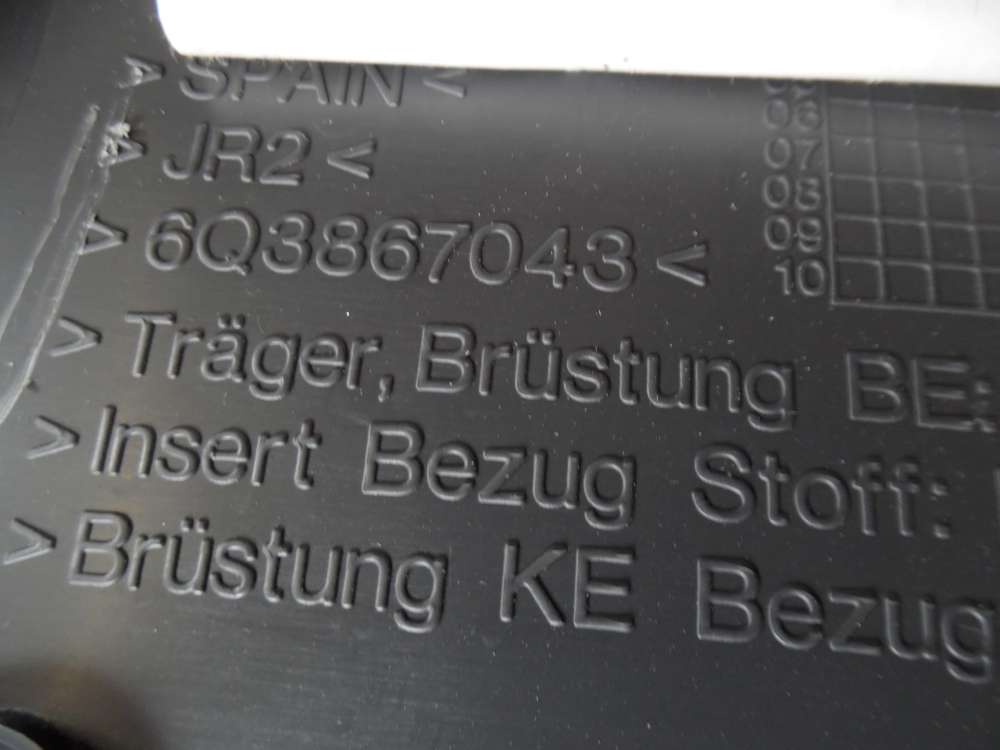 > SPAIN <
> JR2 <
> 6Q3867043 <
> Träger, Brüstung BE:
> Insert Bezug Stoff:
> Brüstung KE Bezug
06
07
08
09
10